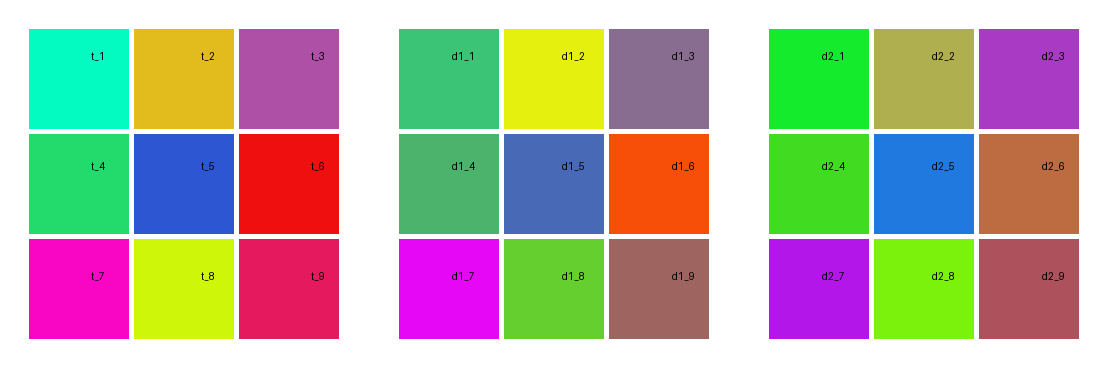 t_1 t_2 t_3 d1_1 d1_2 d1_3 d2_1 d2_2 d2_3
t_4 t_5 t_6 d1_4 d1_5 d1_6 d2_4 d2_5 d2_6
t_7 t_8 t_9 d1_7 d1_8 d1_9 d2_7 d2_8 d2_9